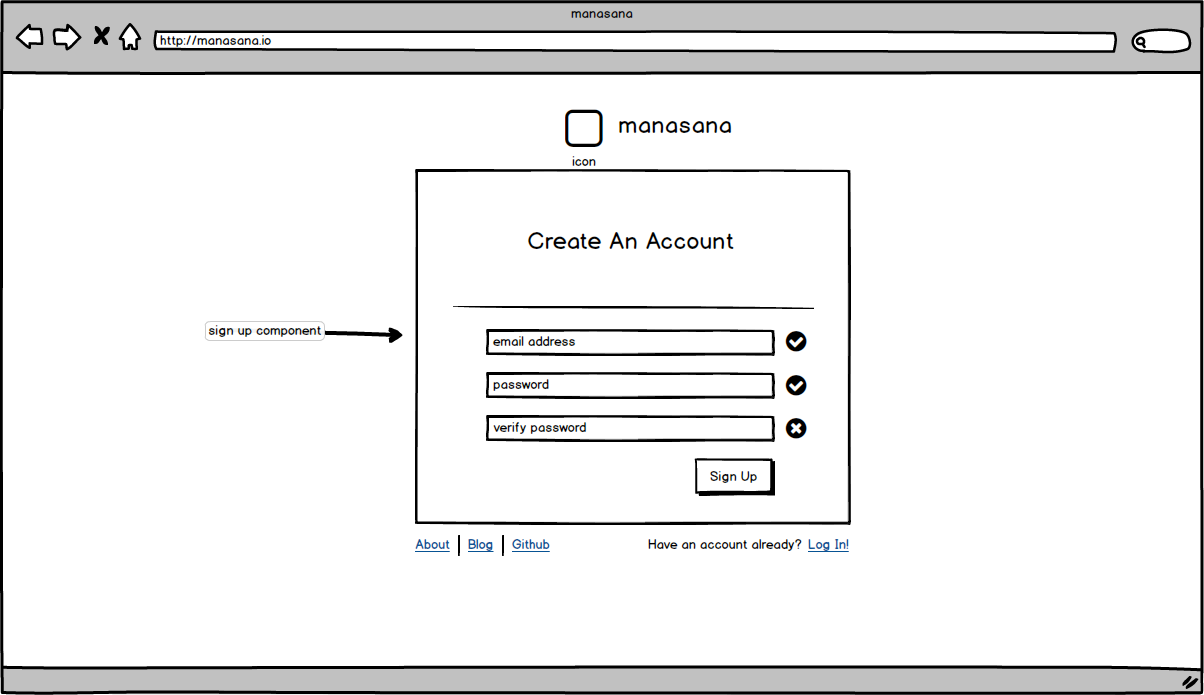 manasana
http://manasana.io
manasana
icon
Create An Account
sign up component
email address
password
verify password
Sign Up
About | Blog | Github
Have an account already? Log In!